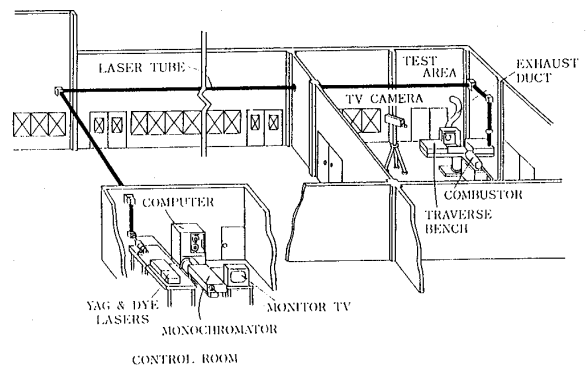 LASER TUBE
TEST
AREA
EXHAUST
DUCT
TV CAMERA
COMBUSTOR
TRAVERSE
BENCH
COMPUTER
YAG & DYE
LASERS
MONITOR TV
MONOCHROMATOR
CONTROL ROOM